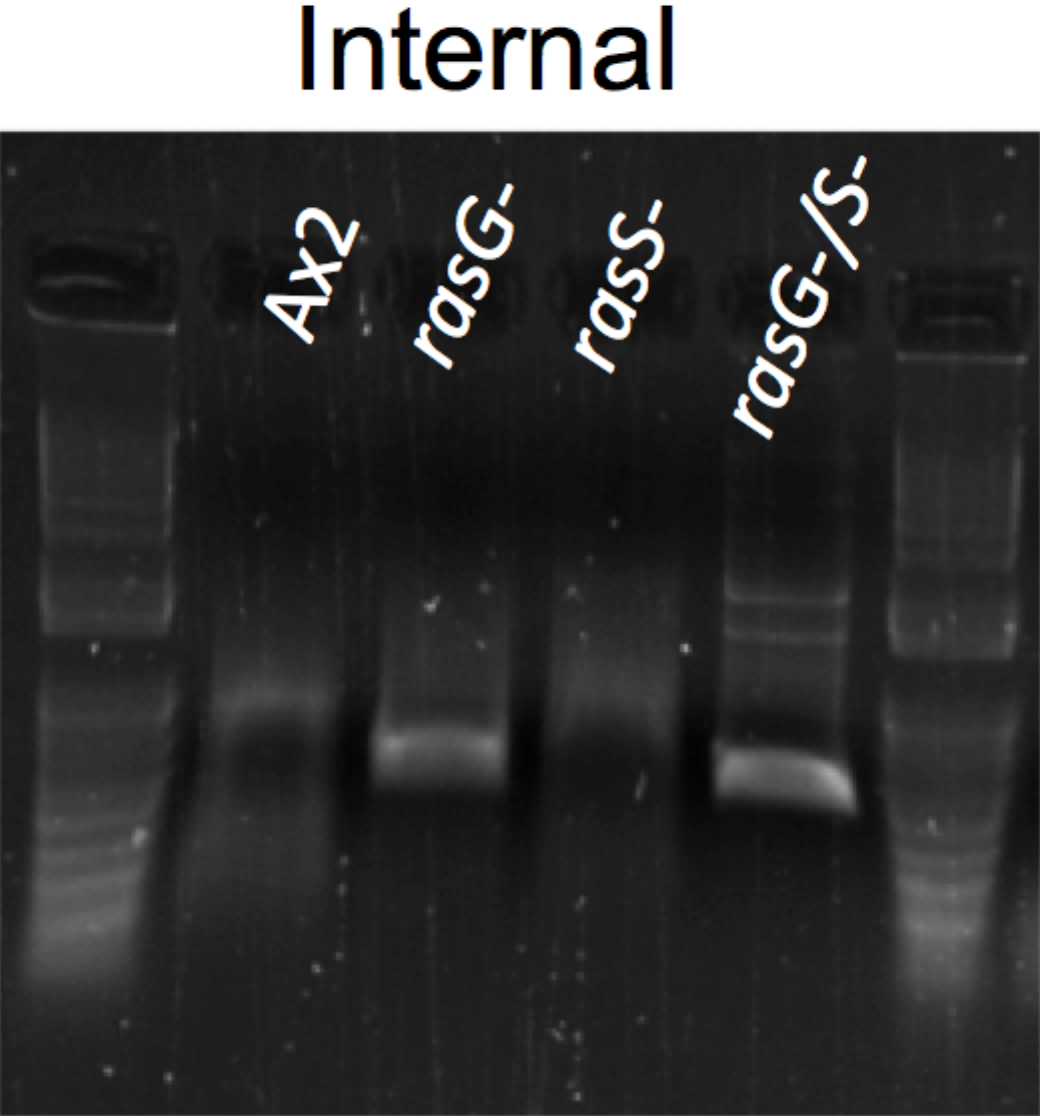 Internal
Ax2
rasG-
rasS-
rasG-/S-